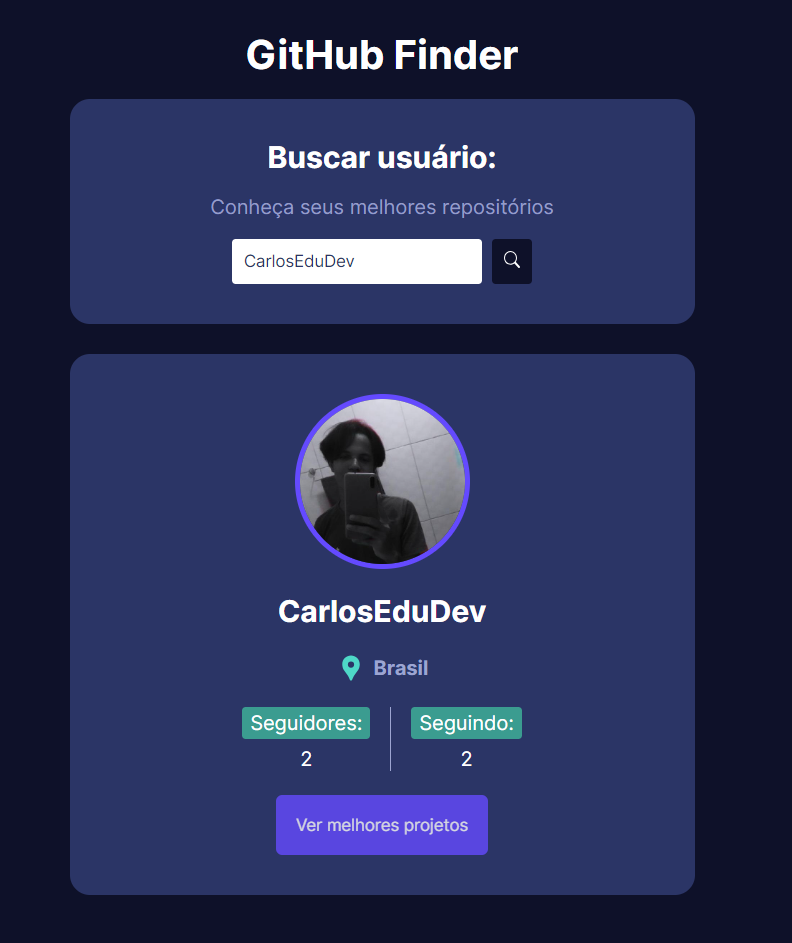 GitHub Finder
Buscar usuário:
Conheça seus melhores repositórios
CarlosEduDev
CarlosEduDev
Brasil
Seguidores: Seguindo:
2 2
Ver melhores projetos